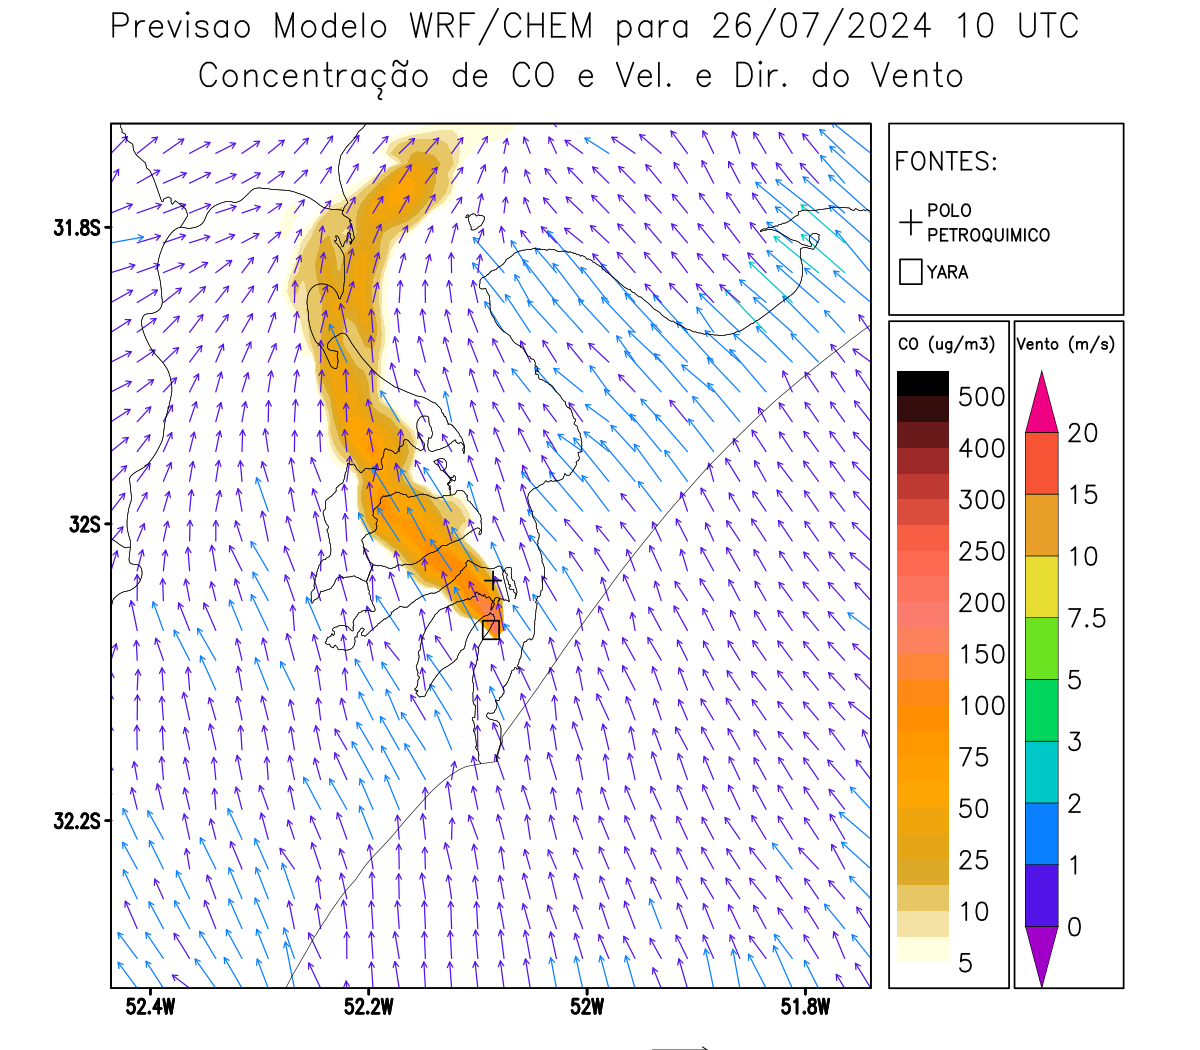 Previsao Modelo WRF/CHEM para 26/07/2024 10 UTC
Concentração de CO e Vel. e Dir. do Vento
FONTES:
POLO
PETROQUIMICO
YARA
CO (ug/m3)
500
400
300
250
200
150
100
75
50
25
10
5
Vento (m/s)
20
15
10
7.5
5
3
2
1
0
31.8S
32S
32.2S
52.4W
52.2W
52W
51.8W